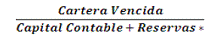 Cartera Vencida
Capital Contable + Reservas *